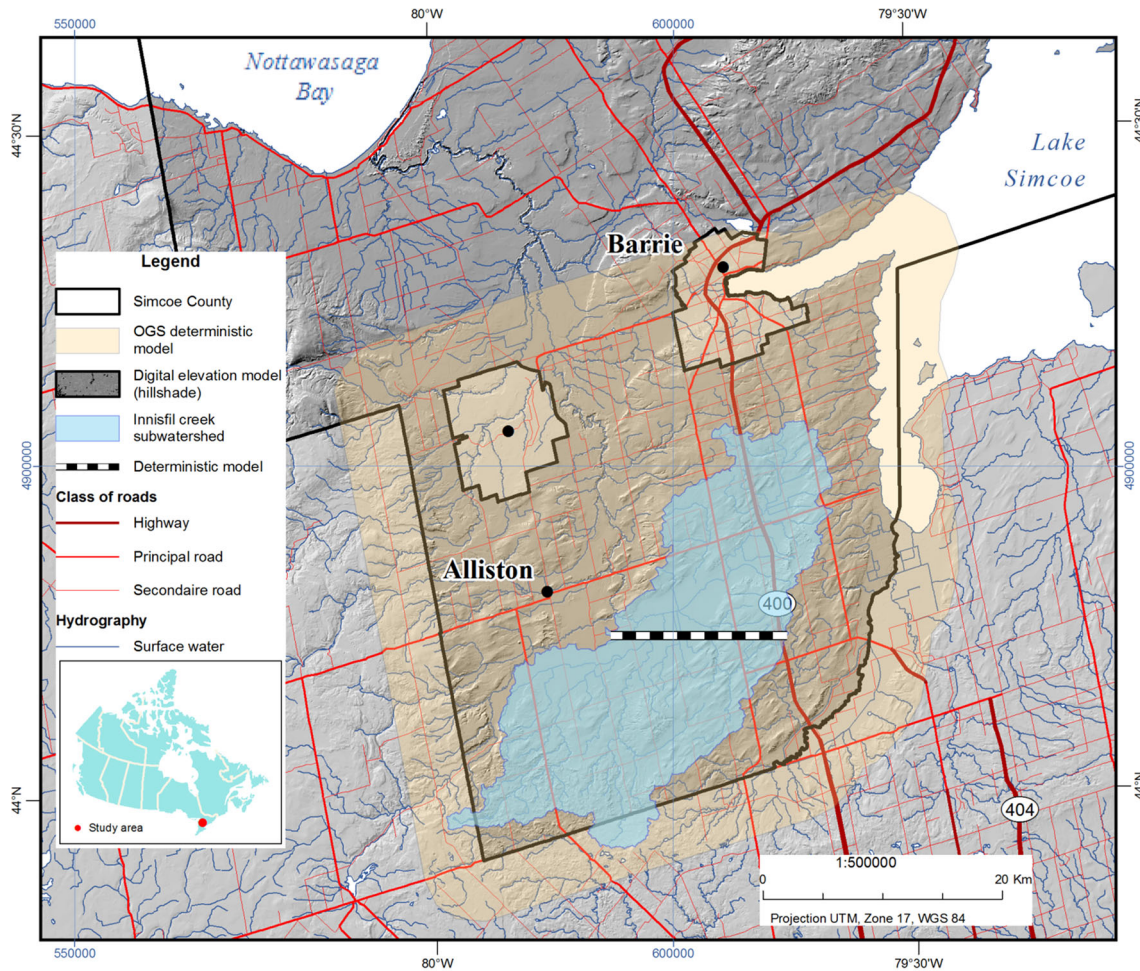 550000
80°W
600000
79°30'W
Nottawasaga
Bay
44°30'N
44°30'N
Lake
Simcoe
Barrie
Legend
Simcoe County
OGS deterministic
model
Digital elevation model
(hillshade)
Innisfil creek
subwatershed
Deterministic model
Class of roads
Highway
Principal road
Secondaire road
Hydrography
Surface water
Study area
4900000
4900000
Alliston
400
44°N
44°N
404
1:500000
0
20 Km
Projection UTM, Zone 17, WGS 84
550000
80°W
600000
79°30'W